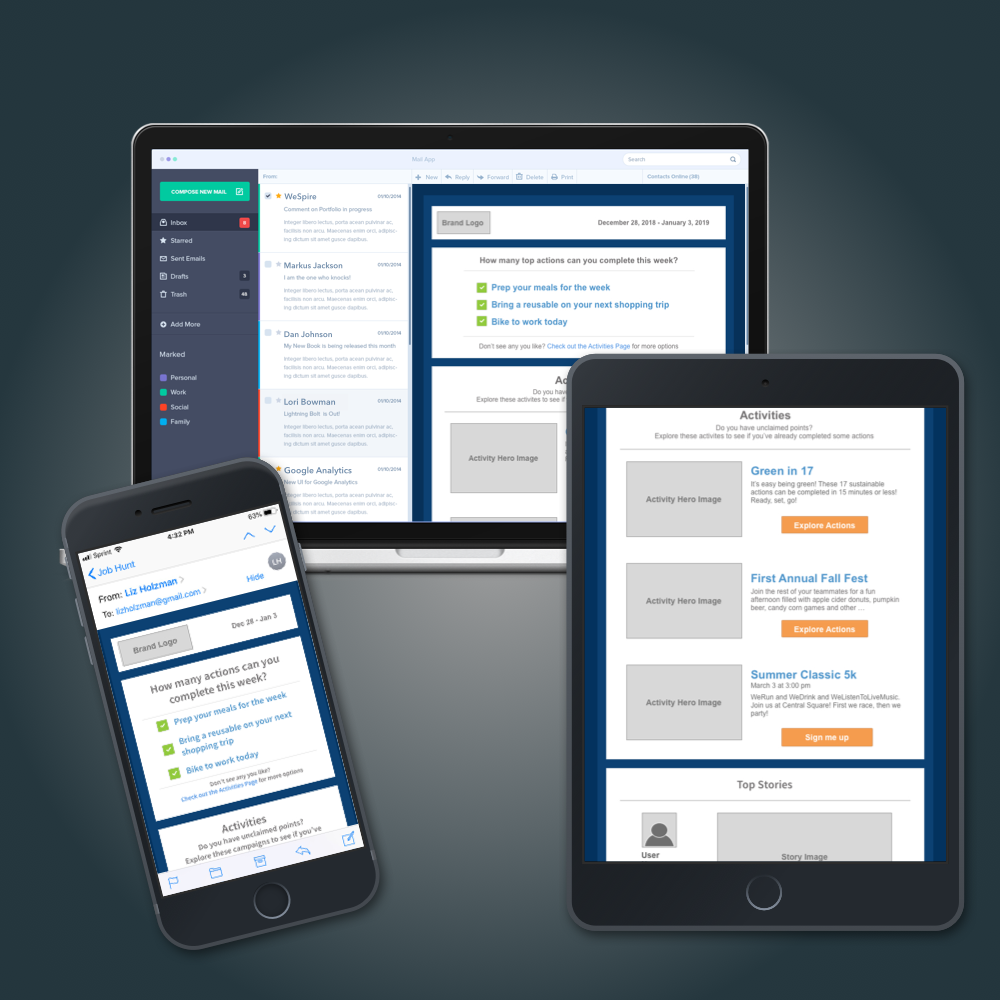 Mail App
Search
COMPOSE NEW MAIL
Inbox
8
Starred
Sent Emails
Drafts
3
Trash
48
Add More
Marked
Personal
Work
Social
Family
From:
WeSpire
01/10/2014
Comment on Portfolio in progress
Integer libero lectus, porta acean pulvinar ac,
facilisis non arcu. Maecenas enim orci, adipisc-
ing dictum sit amet guisce dapibus.
Markus Jackson
01/10/2014
I am the one who knocks!
Integer libero lectus, porta acean pulvinar ac,
facilisis non arcu. Maecenas enim orci, adipisc-
ing dictum sit amet guisce dapibus.
Dan Johnson
01/10/2014
My New Book is being released this month
Integer libero lectus, porta acean pulvinar ac,
facilisis non arcu. Maecenas enim orci, adipisc-
ing dictum sit amet guisce dapibus.
Lori Bowman
01/10/2014
Lightning Bolt is Out!
Integer libero lectus, porta acean pulvinar ac,
facilisis non arcu. Maecenas enim orci, adipisc-
ing dictum sit amet guisce dapibus.
Google Analytics
01/10/2014
New UI for Google Analytics
Integer libero lectus, porta acean pulvinar ac,
facilisis non arcu. Maecenas enim orci, adipisc-
dictum sit amet guisce dapibus.
New
Reply
Forward
Delete
Print
Contacts Online (38)
Brand Logo
December 28, 2018 - January 3, 2019
How many top actions can you complete this week?
Prep your meals for the week
Bring a reusable on your next shopping trip
Bike to work today
Don't see any you like? Check out the Activities Page for more options
Ac
Do you hav
Explore these activites to see if
Activity Hero Image
Sprint
4:32 PM
63%
Job Hunt
From: Liz Holzman
LH
To: lizholzman@gmail.com
Hide
Brand Logo
Dec 28 - Jan 3
How many actions can you
complete this week?
Prep your meals for the week
Bring a reusable on your next
shopping trip
Bike to work today
Don't see any you like?
Check out the Activities Page for more options
Activities
Do you have unclaimed points?
Explore these campaigns to see if you've
Activities
Do you have unclaimed points?
Explore these activites to see if you've already completed some actions
Activity Hero Image
Green in 17
It's easy being green! These 17 sustainable
actions can be completed in 15 minutes or less!
Ready, set, go!
Explore Actions
Activity Hero Image
First Annual Fall Fest
Join the rest of your teammates for a fun
afternoon filled with apple cider donuts, pumpkin
beer, candy corn games and other ...
Explore Actions
Activity Hero Image
Summer Classic 5k
March 3 at 3:00 pm
WeRun and WeDrink and WeListenToLiveMusic.
Join us at Central Square! First we race, then we
party!
Sign me up
Top Stories
User
Story Image